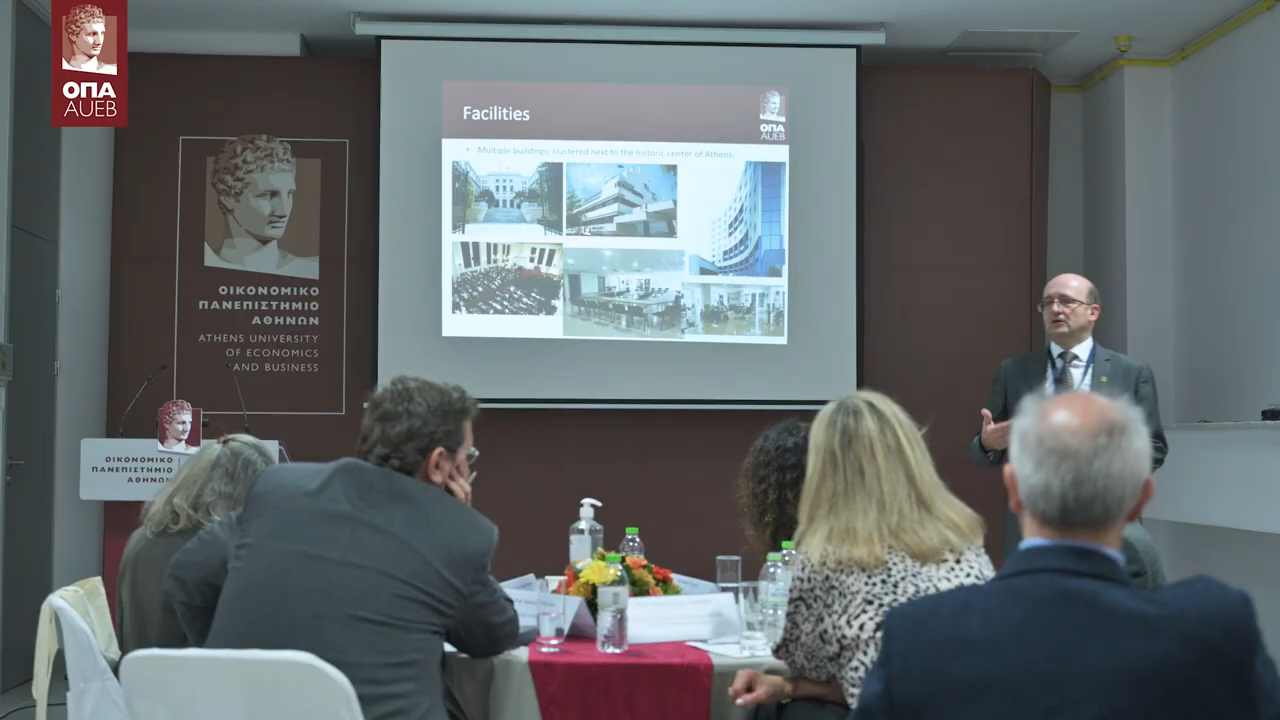 ΟΠΑ
AUEB
Facilities
ΟΠΑ
AUEB
Multiple buildings, clustered next to the historic center of Athens.
ΟΙΚΟΝΟΜΙΚΟ
ΠΑΝΕΠΙΣΤΗΜΙΟ
ΑΘΗΝΩΝ
ATHENS UNIVERSITY
OF ECONOMICS
AND BUSINESS
ΟΙΚΟΝΟΜΙΚΟ
ΠΑΝΕΠΙΣΤΗΜΙΟ
ΑΘΗΝΩΝ